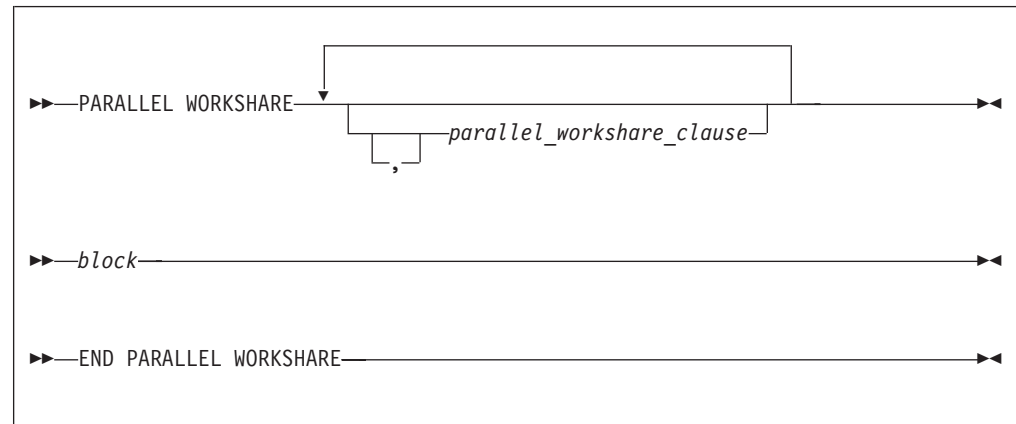 PARALLEL WORKSHARE
parallel_workshare_clause
,
block
END PARALLEL WORKSHARE